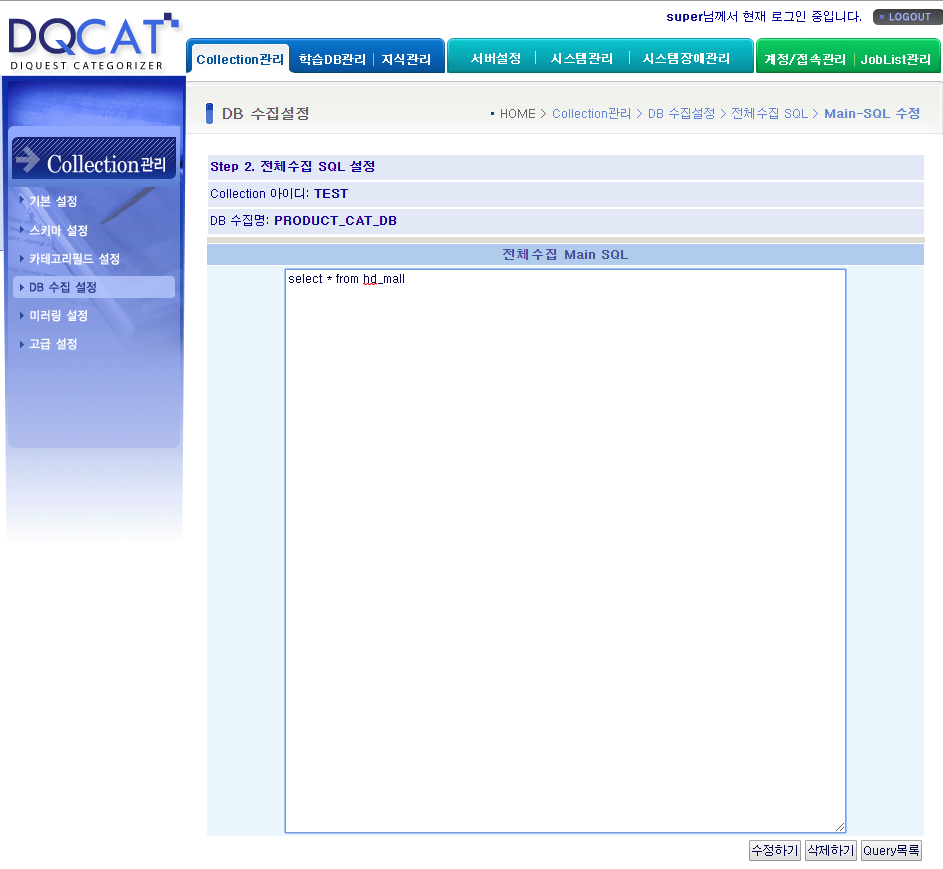 super님께서 현재 로그인 중입니다.
LOGOUT
DQCAT
DIQUEST CATEGORIZER
Collection관리
학습DB관리
지식관리
서버설정
시스템관리
시스템장애관리
계정/접속관리
JobList관리
DB 수집설정
• HOME > Collection관리 > DB 수집설정 > 전체수집 SQL > Main-SQL 수정
Collection관리
기본 설정
스키마 설정
카테고리필드 설정
DB 수집 설정
미러링 설정
고급 설정
Step 2. 전체수집 SQL 설정
Collection 아이디: TEST
DB 수집명: PRODUCT_CAT_DB
전체수집 Main SQL
select * from hd_mall
수정하기
삭제하기
Query목록